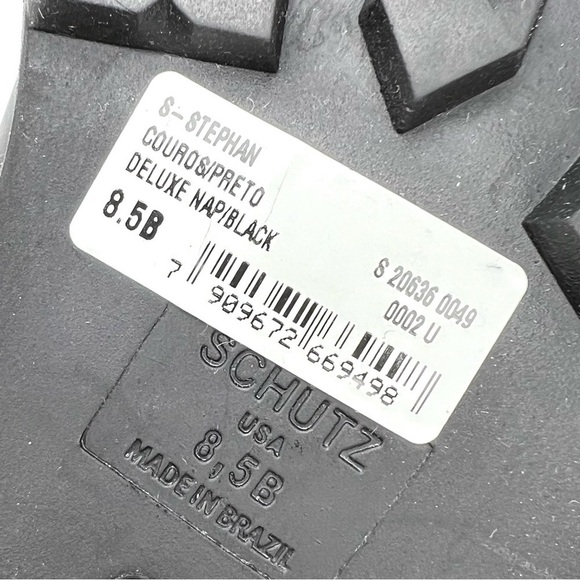 S-STEPHAN
COUROS/PRETO
DELUXE NAP/BLACK
8.5B
S 20636 0049
0002 U
7 909672 669498
SCHUTZ
USA
8,5B
MADE IN BRAZIL